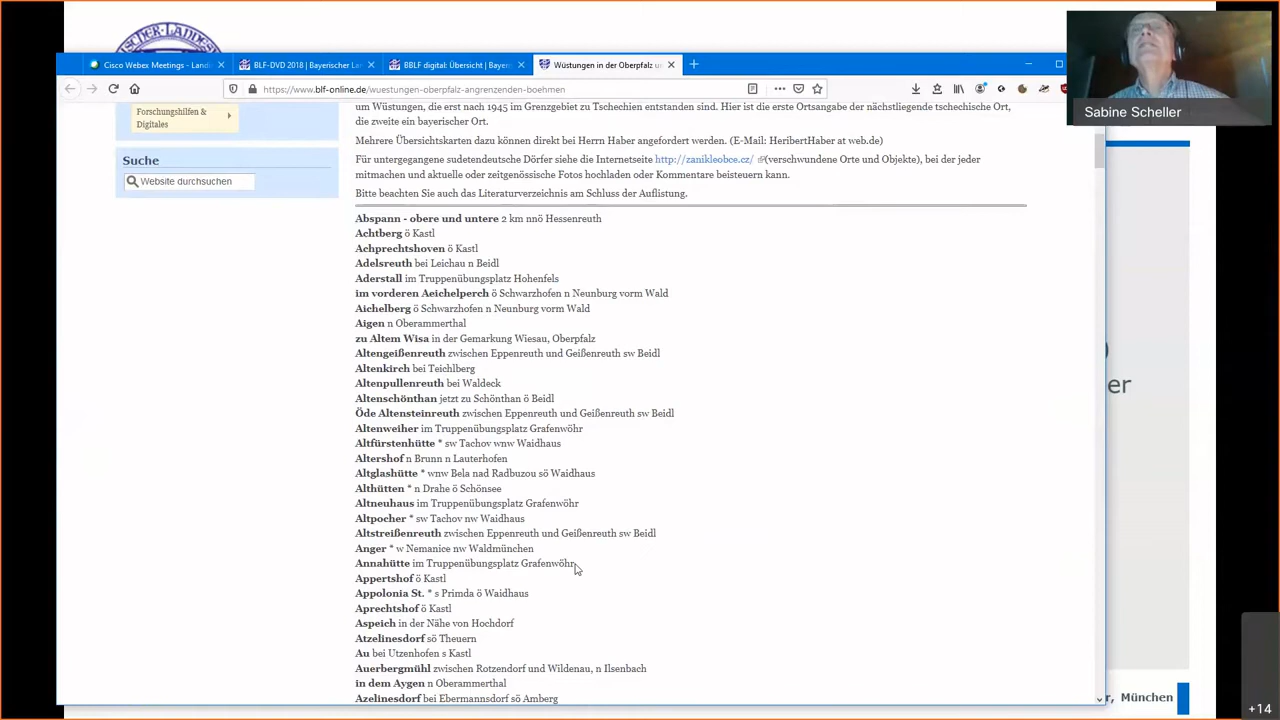 ISCHER-LANDES
Cisco Webex Meetings - Landk
BLF-DVD 2018 | Bayerischer La
BBLF digital: Übersicht | Bayer
Wüstungen in der Oberpfalz u
https://www.blf-online.de/wuestungen-oberpfalz-angrenzenden-boehmen
Sabine Scheller
Forschungshilfen &
Digitales
Suche
Website durchsuchen
um Wüstungen, die erst nach 1945 im Grenzgebiet zu Tschechien entstanden sind. Hier ist die erste Ortsangabe der nächstliegende tschechische Ort,
die zweite ein bayerischer Ort.
Mehrere Übersichtskarten dazu können direkt bei Herrn Haber angefordert werden. (E-Mail: HeribertHaber at web.de)
Für untergegangene sudetendeutsche Dörfer siehe die Internetseite http://zanikleobce.cz/ (verschwundene Orte und Objekte), bei der jeder
mitmachen und aktuelle oder zeitgenössische Fotos hochladen oder Kommentare beisteuern kann.
Bitte beachten Sie auch das Literaturverzeichnis am Schluss der Auflistung.
Abspann - obere und untere 2 km nnö Hessenreuth
Achtberg ö Kastl
Achprechtshoven ö Kastl
Adelsreuth bei Leichau n Beidl
Aderstall im Truppenübungsplatz Hohenfels
im vorderen Aeichelperch ö Schwarzhofen n Neunburg vorm Wald
Aichelberg ö Schwarzhofen n Neunburg vorm Wald
Aigen n Oberammerthal
zu Altem Wisa in der Gemarkung Wiesau, Oberpfalz
Altengeißenreuth zwischen Eppenreuth und Geißenreuth sw Beidl
Altenkirch bei Teichlberg
Altenpullenreuth bei Waldeck
Altenschönthan jetzt zu Schönthan ö Beidl
Öde Altensteinreuth zwischen Eppenreuth und Geißenreuth sw Beidl
Altenweiher im Truppenübungsplatz Grafenwöhr
Altfürstenhütte * sw Tachov wnw Waidhaus
Altershof n Brunn n Lauterhofen
Altglashütte * wnw Bela nad Radbuzou sö Waidhaus
Althütten * n Drahe ö Schönsee
Altneuhaus im Truppenübungsplatz Grafenwöhr
Altpocher * sw Tachov nw Waidhaus
Altstreißenreuth zwischen Eppenreuth und Geißenreuth sw Beidl
Anger * w Nemanice nw Waldmünchen
Annahütte im Truppenübungsplatz Grafenwöhr
Appertshof ö Kastl
Appolonia St. * s Primda ö Waidhaus
Aprechtshof ö Kastl
Aspeich in der Nähe von Hochdorf
Atzelinesdorf sö Theuern
Au bei Utzenhofen s Kastl
Auerbergmühl zwischen Rotzendorf und Wildenau, n Ilsenbach
in dem Aygen n Oberammerthal
Azelinesdorf bei Ebermannsdorf sö Amberg
er
r, München
+14